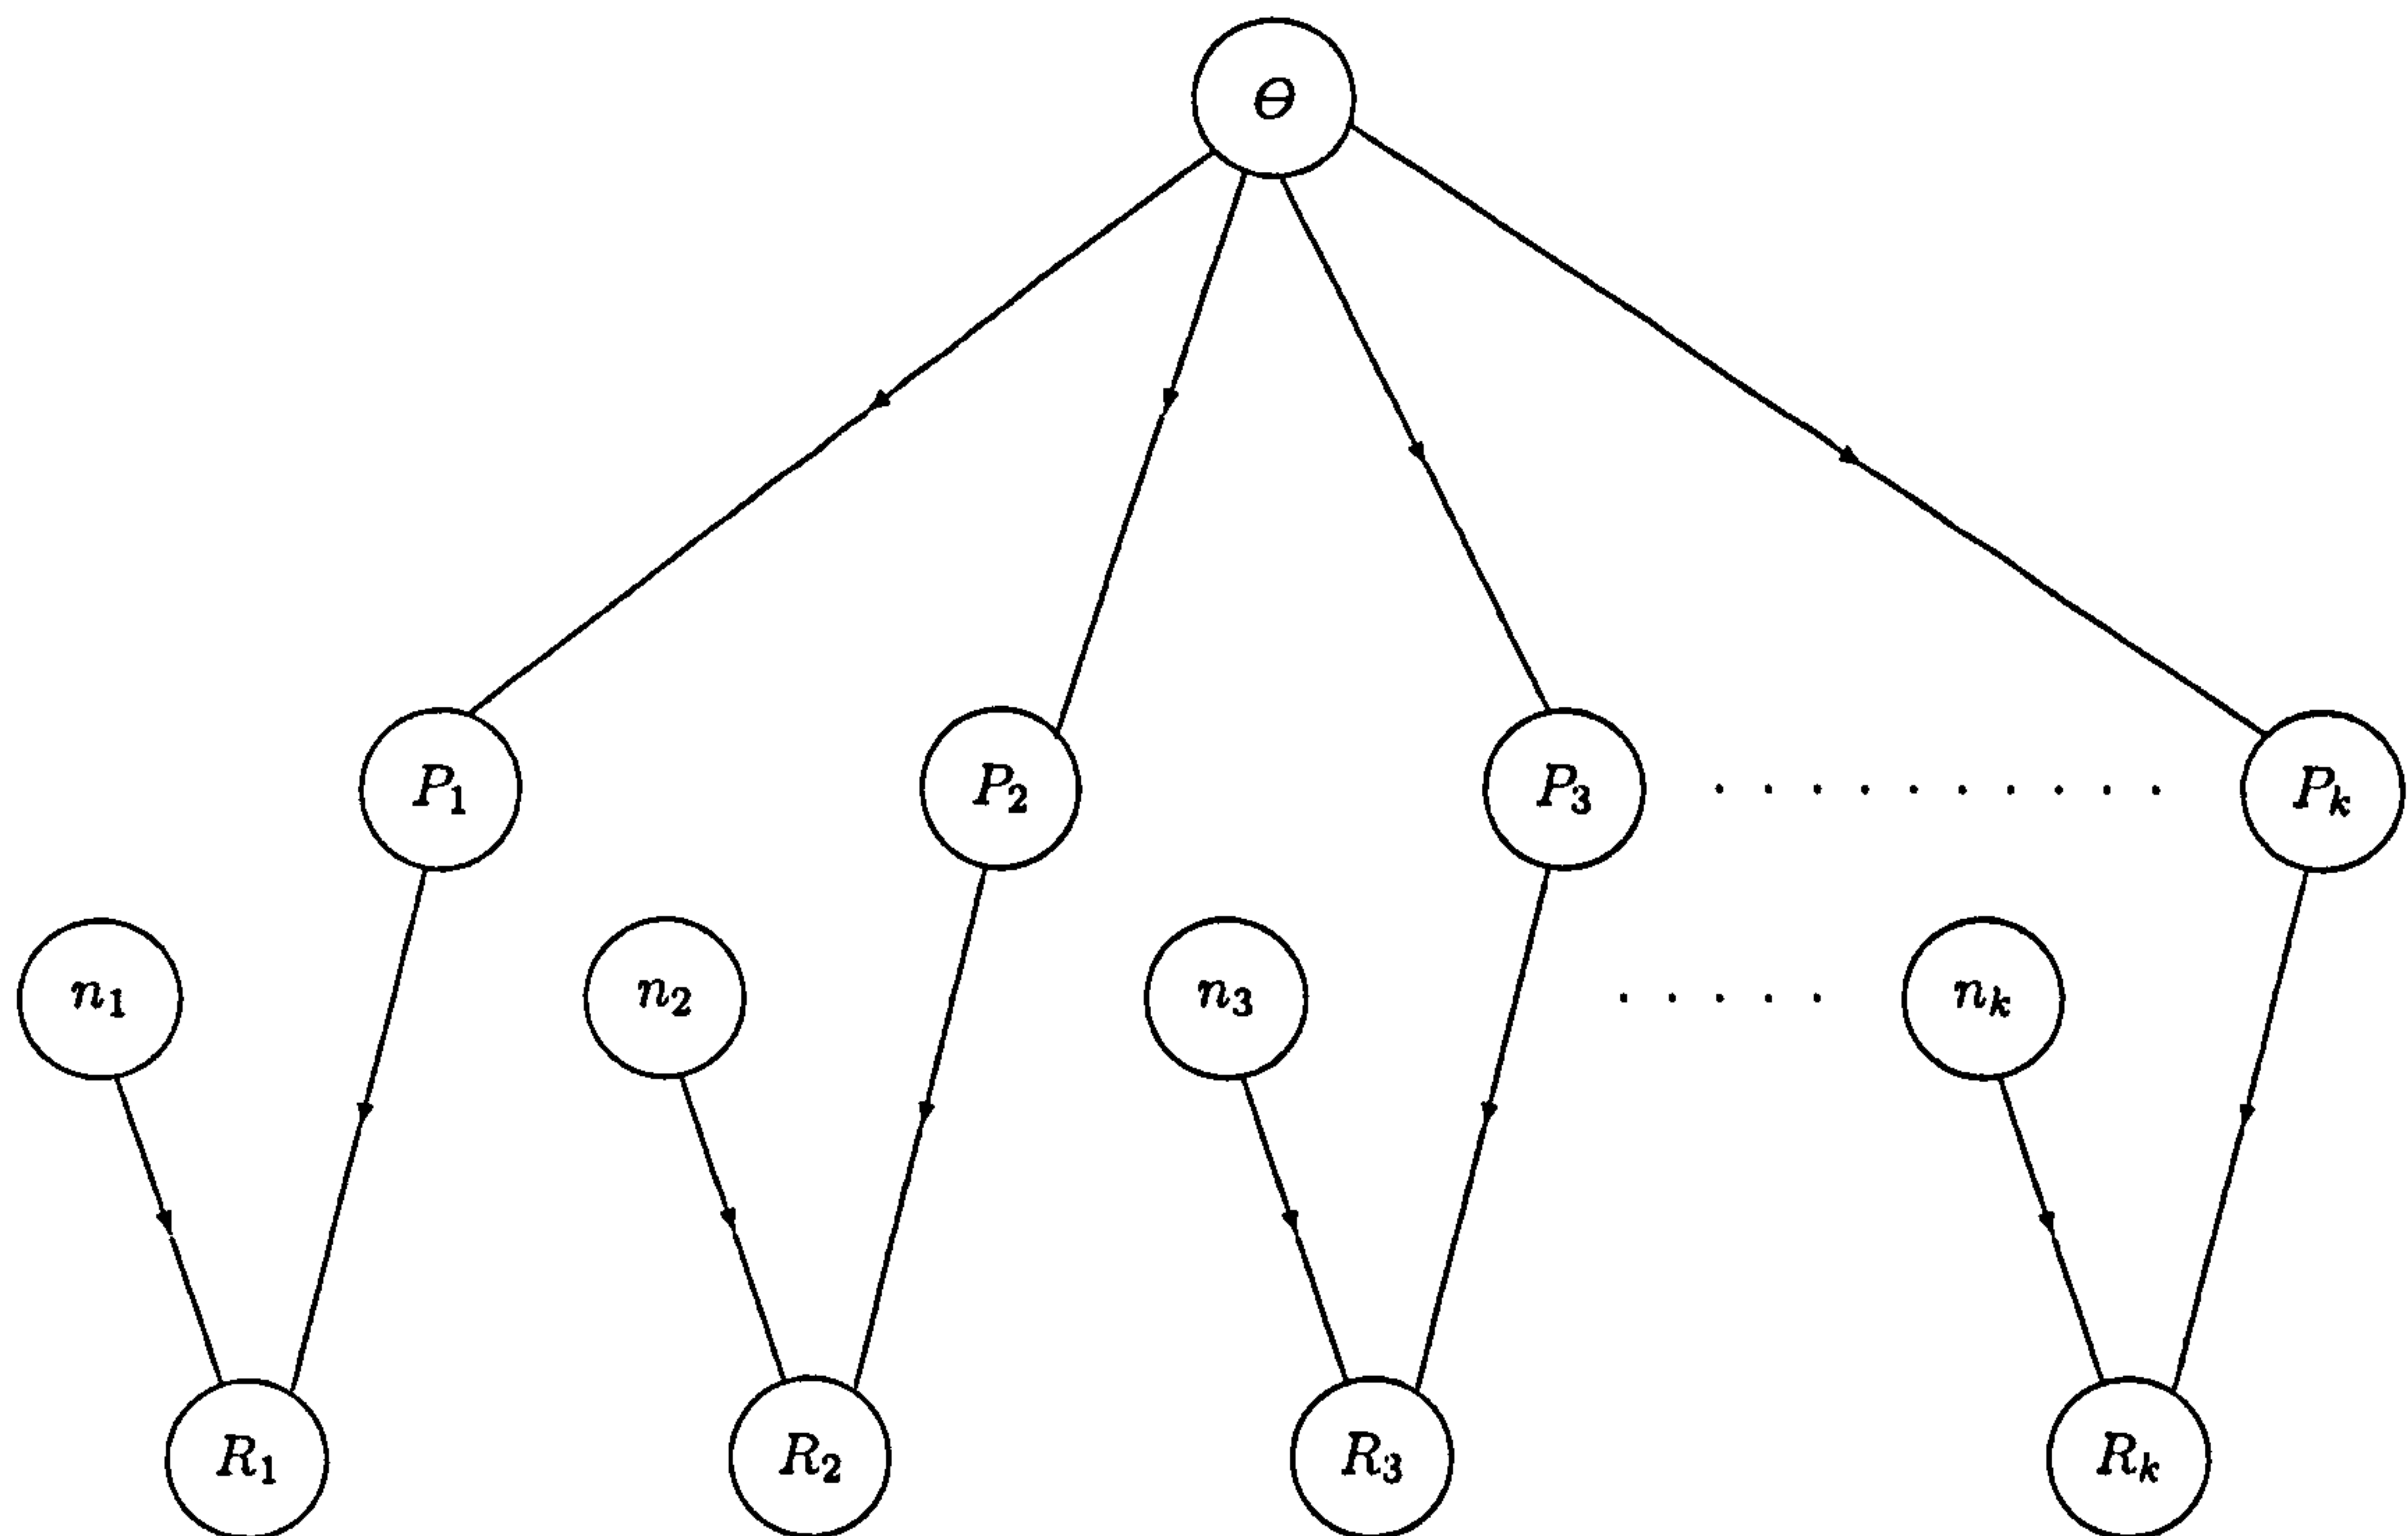 Θ
P₁ P₂ P₃ . . . . . . . . . . Pₖ
n₁ n₂ n₃ . . . . . nₖ
R₁ R₂ R₃ Rₖ